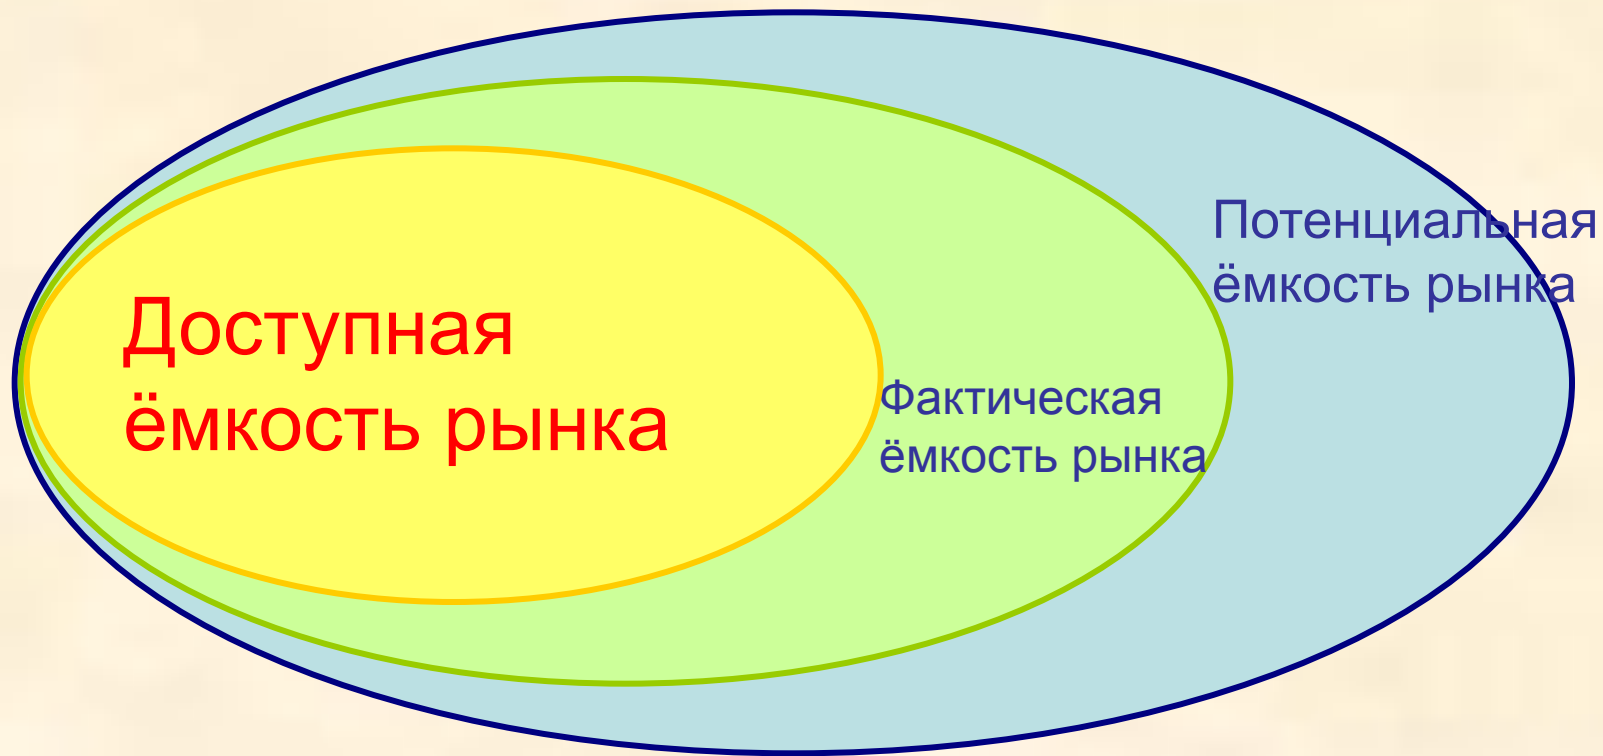 Потенциальная
ёмкость рынка
Доступная
ёмкость рынка
Фактическая
ёмкость рынка